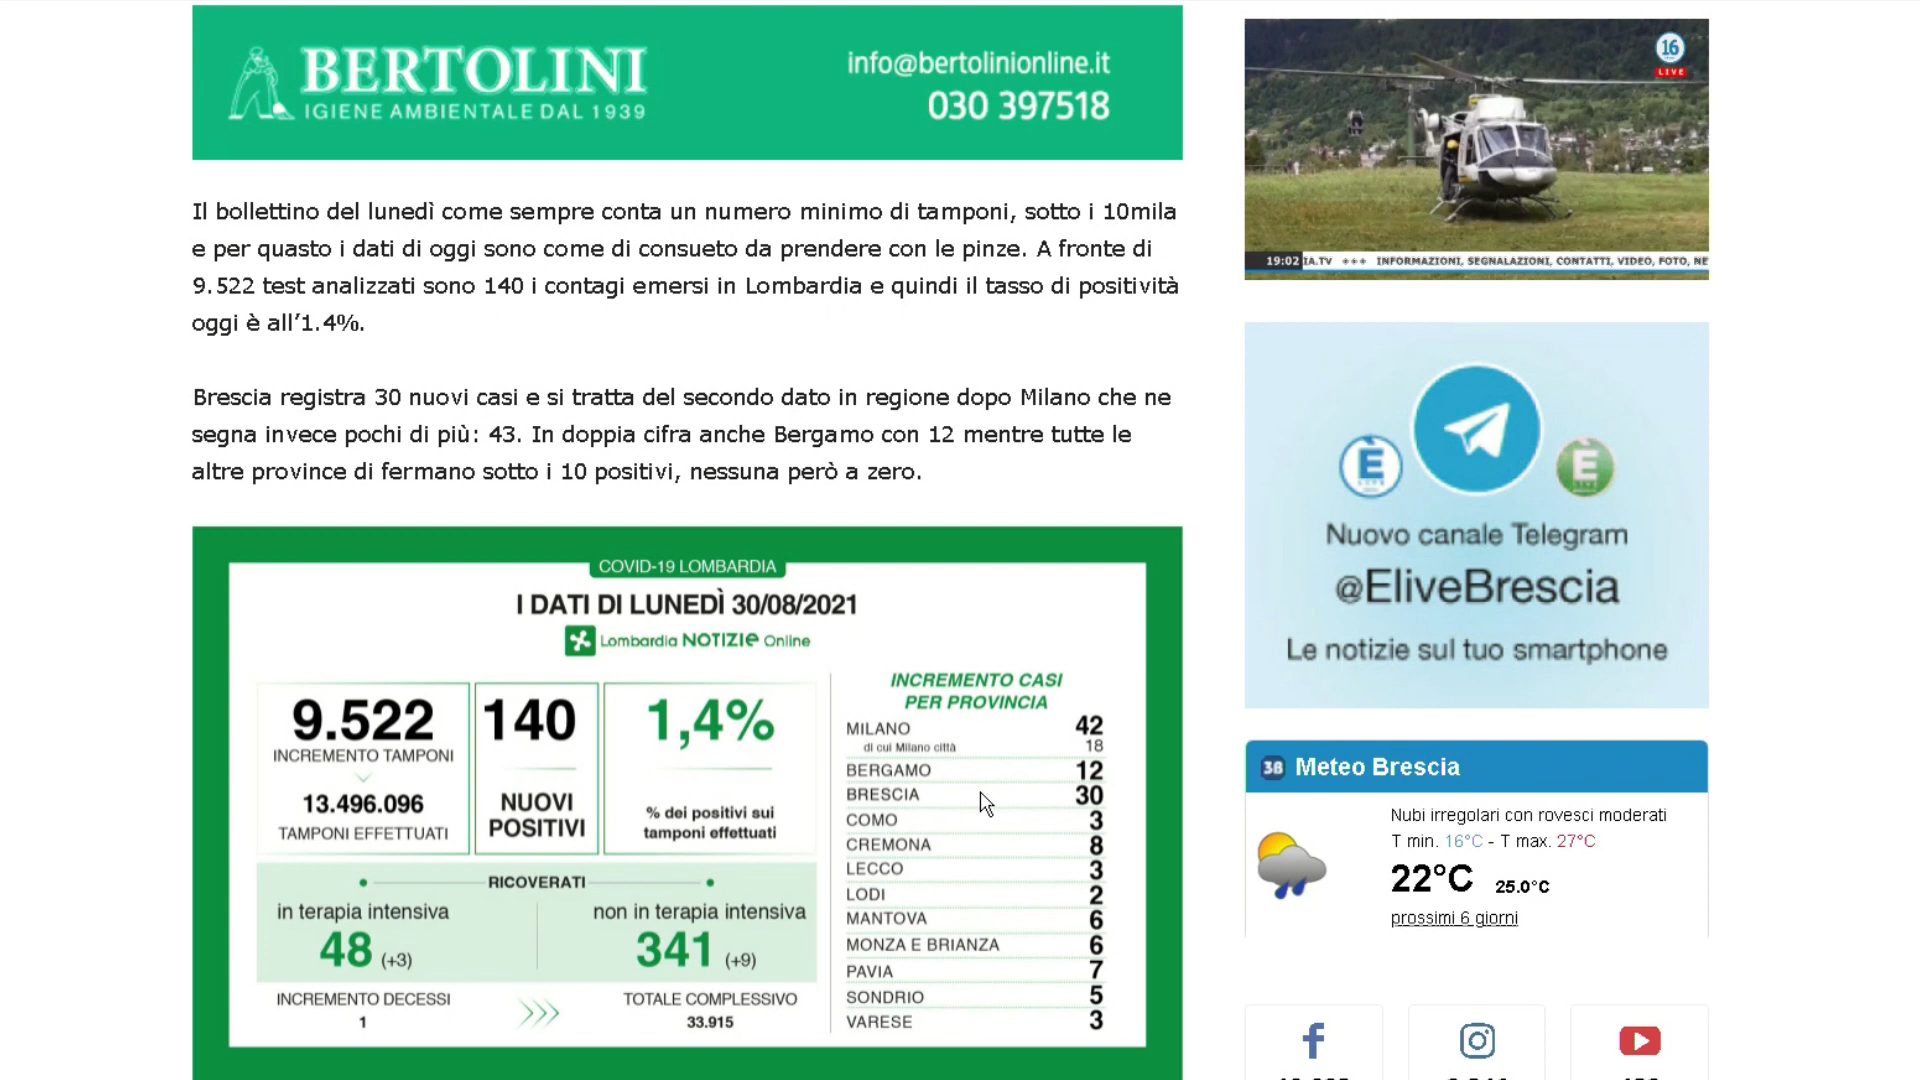 BERTOLINI
IGIENE AMBIENTALE DAL 1939
info@bertolinionline.it
030 397518
Il bollettino del lunedì come sempre conta un numero minimo di tamponi, sotto i 10mila
e per quasto i dati di oggi sono come di consueto da prendere con le pinze. A fronte di
9.522 test analizzati sono 140 i contagi emersi in Lombardia e quindi il tasso di positività
oggi è all'1.4%.
Brescia registra 30 nuovi casi e si tratta del secondo dato in regione dopo Milano che ne
segna invece pochi di più: 43. In doppia cifra anche Bergamo con 12 mentre tutte le
altre province di fermano sotto i 10 positivi, nessuna però a zero.
COVID-19 LOMBARDIA
I DATI DI LUNEDÌ 30/08/2021
Lombardia NOTIZIE Online
9.522
INCREMENTO TAMPONI
13.496.096
TAMPONI EFFETTUATI
140
NUOVI
POSITIVI
1,4%
% dei positivi sui
tamponi effettuati
RICOVERATI
in terapia intensiva
48 (+3)
non in terapia intensiva
341 (+9)
INCREMENTO DECESSI
1
TOTALE COMPLESSIVO
33.915
INCREMENTO CASI
PER PROVINCIA
MILANO 42
di cui Milano città 18
BERGAMO 12
BRESCIA 30
COMO 3
CREMONA 8
LECCO 3
LODI 2
MANTOVA 6
MONZA E BRIANZA 6
PAVIA 7
SONDRIO 5
VARESE 3
16
LIVE
19:02 IA.TV +++ INFORMAZIONI, SEGNALAZIONI, CONTATTI, VIDEO, FOTO, NE
È LIVE
È LIVE
Nuovo canale Telegram
@EliveBrescia
Le notizie sul tuo smartphone
38 Meteo Brescia
Nubi irregolari con rovesci moderati
T min. 16°C - T max. 27°C
22°C 25.0°C
prossimi 6 giorni